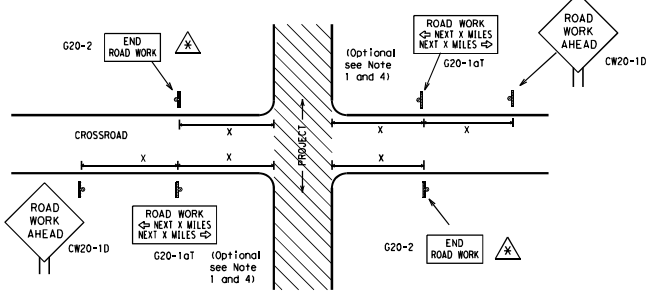 ROAD
WORK
AHEAD
CW20-1D
ROAD WORK
⇦ NEXT X MILES
NEXT X MILES ⇨
G20-1aT
(Optional
see Note
1 and 4)
G20-2
END
ROAD WORK
X
X
X
CROSSROAD
PROJECT
X
X
X
ROAD
WORK
AHEAD
CW20-1D
ROAD WORK
⇦ NEXT X MILES
NEXT X MILES ⇨
G20-1aT
(Optional
see Note
1 and 4)
G20-2
END
ROAD WORK